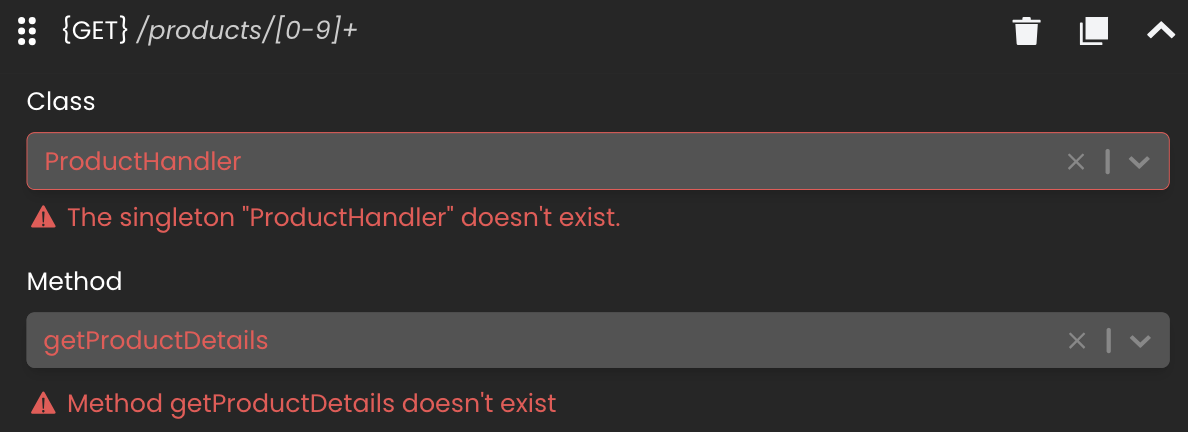 {GET} /products/[0-9]+
Class
ProductHandler
The singleton "ProductHandler" doesn't exist.
Method
getProductDetails
Method getProductDetails doesn't exist